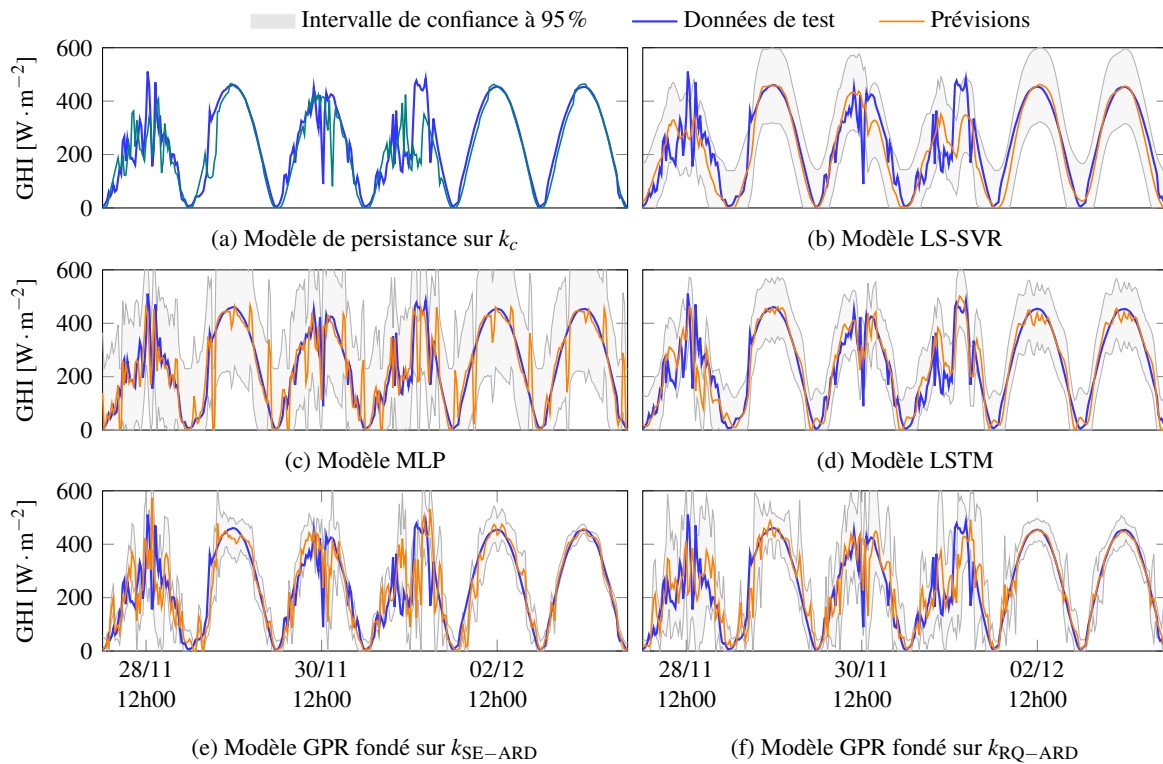 Intervalle de confiance à 95% Données de test Prévisions
GHI [W·m−2]
600
400
200
0
(a) Modèle de persistance sur kc
(b) Modèle LS-SVR
GHI [W·m−2]
600
400
200
0
(c) Modèle MLP
(d) Modèle LSTM
GHI [W·m−2]
600
400
200
0
28/11 30/11 02/12
12h00 12h00 12h00
28/11 30/11 02/12
12h00 12h00 12h00
(e) Modèle GPR fondé sur kSE−ARD
(f) Modèle GPR fondé sur kRQ−ARD